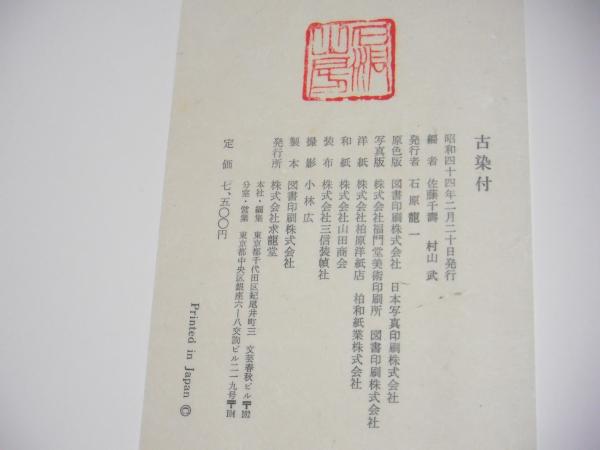 古染付
昭和四十四年二月二十日発行
編者 佐藤千壽 村山武
発行者 石原龍一
原色版 図書印刷株式会社 日本写真印刷株式会社
写真版 株式会社福門堂美術印刷所 図書印刷株式会社
洋紙 株式会社柏原洋紙店 柏和紙業株式会社
和紙 株式会社山田商会
装布 株式会社三信装幀社
撮影 小林広
製本 図書印刷株式会社
発行所 株式会社求龍堂
本社・編集 東京都千代田区紀尾井町三 文芸春秋ビル〒102
分室・営業 東京都中央区銀座六−八交詢ビル二一九号〒104
定価 七、五〇〇円
Printed in Japan ©